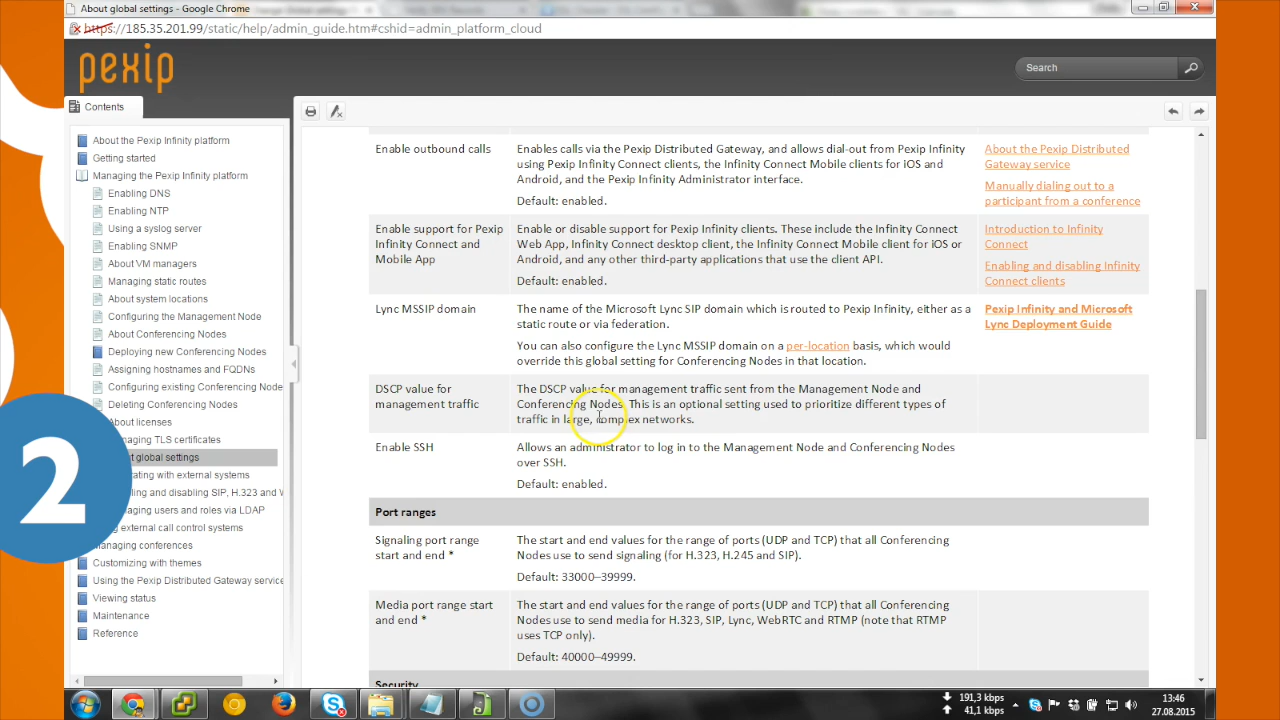 About global settings - Google Chrome
https://185.35.201.99/static/help/admin_guide.htm#cshid=admin_platform_cloud
pexip
Search
Contents
About the Pexip Infinity platform
Getting started
Managing the Pexip Infinity platform
Enabling DNS
Enabling NTP
Using a syslog server
Enabling SNMP
About VM managers
Managing static routes
About system locations
Configuring the Management Node
About Conferencing Nodes
Deploying new Conferencing Nodes
Assigning hostnames and FQDNs
Configuring existing Conferencing Node
Deleting Conferencing Nodes
bout licenses
anaging TLS certificates
t global settings
rating with external systems
ling and disabling SIP, H.323 and W
aging users and roles via LDAP
g external call control systems
anaging conferences
Customizing with themes
Using the Pexip Distributed Gateway service
Viewing status
Maintenance
Reference
2
Enable outbound calls
Enables calls via the Pexip Distributed Gateway, and allows dial-out from Pexip Infinity
using Pexip Infinity Connect clients, the Infinity Connect Mobile clients for iOS and
Android, and the Pexip Infinity Administrator interface.
Default: enabled.
About the Pexip Distributed
Gateway service
Manually dialing out to a
participant from a conference
Enable support for Pexip
Infinity Connect and
Mobile App
Enable or disable support for Pexip Infinity clients. These include the Infinity Connect
Web App, Infinity Connect desktop client, the Infinity Connect Mobile client for iOS or
Android, and any other third-party applications that use the client API.
Default: enabled.
Introduction to Infinity
Connect
Enabling and disabling Infinity
Connect clients
Lync MSSIP domain
The name of the Microsoft Lync SIP domain which is routed to Pexip Infinity, either as a
static route or via federation.
You can also configure the Lync MSSIP domain on a per-location basis, which would
override this global setting for Conferencing Nodes in that location.
Pexip Infinity and Microsoft
Lync Deployment Guide
DSCP value for
management traffic
The DSCP value for management traffic sent from the Management Node and
Conferencing Nodes. This is an optional setting used to prioritize different types of
traffic in large, complex networks.
Enable SSH
Allows an administrator to log in to the Management Node and Conferencing Nodes
over SSH.
Default: enabled.
Port ranges
Signaling port range
start and end *
The start and end values for the range of ports (UDP and TCP) that all Conferencing
Nodes use to send signaling (for H.323, H.245 and SIP).
Default: 33000–39999.
Media port range start
and end *
The start and end values for the range of ports (UDP and TCP) that all Conferencing
Nodes use to send media for H.323, SIP, Lync, WebRTC and RTMP (note that RTMP
uses TCP only).
Default: 40000–49999.
Security
191,3 kbps
41,1 kbps
13:46
27.08.2015